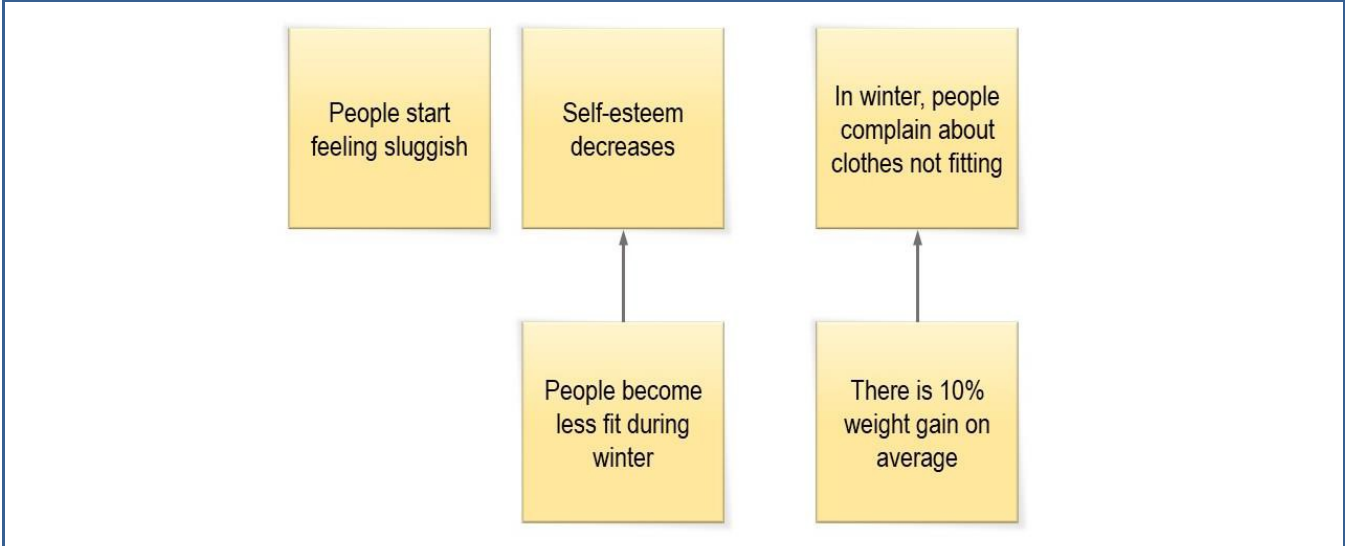 People start
feeling sluggish
Self-esteem
decreases
In winter, people
complain about
clothes not fitting
People become
less fit during
winter
There is 10%
weight gain on
average